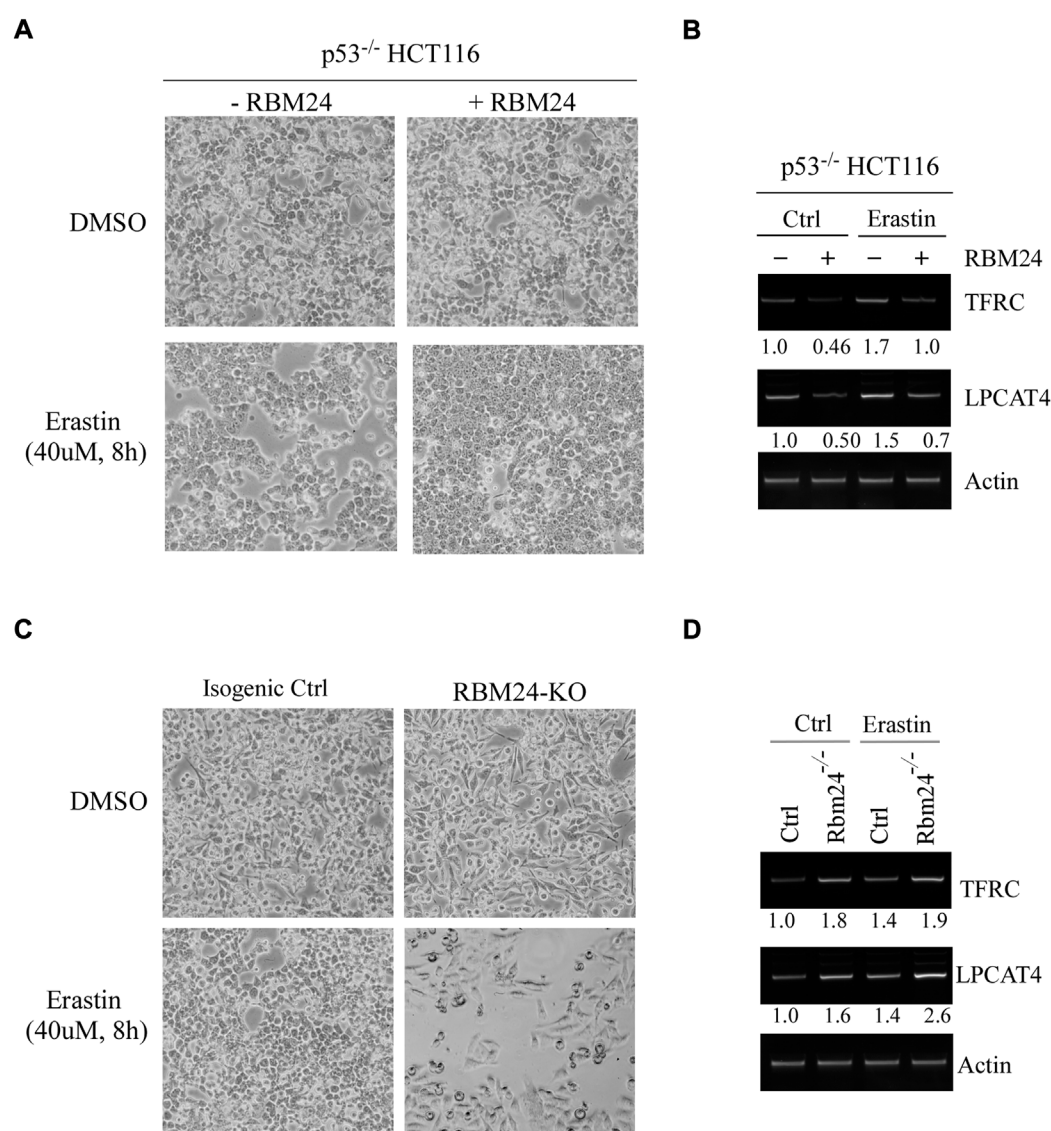 A
p53-/- HCT116
- RBM24
+ RBM24
DMSO
Erastin
(40uM, 8h)
B
p53-/- HCT116
Ctrl
Erastin
− + − + RBM24
TFRC
1.0 0.46 1.7 1.0
LPCAT4
1.0 0.50 1.5 0.7
Actin
C
Isogenic Ctrl
RBM24-KO
DMSO
Erastin
(40uM, 8h)
D
Ctrl
Erastin
Ctrl
Rbm24-/-
Ctrl
Rbm24-/-
TFRC
1.0 1.8 1.4 1.9
LPCAT4
1.0 1.6 1.4 2.6
Actin